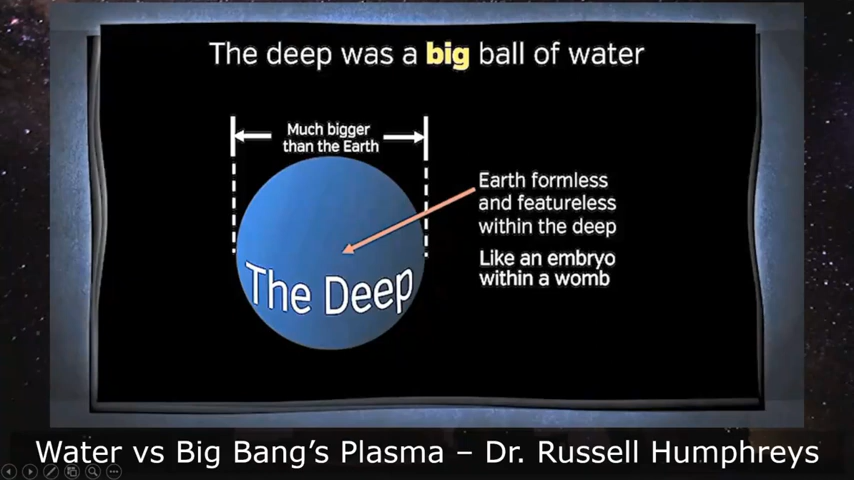 The deep was a big ball of water
Much bigger
than the Earth
Earth formless
and featureless
within the deep
Like an embryo
within a womb
The Deep
Water vs Big Bang's Plasma – Dr. Russell Humphreys